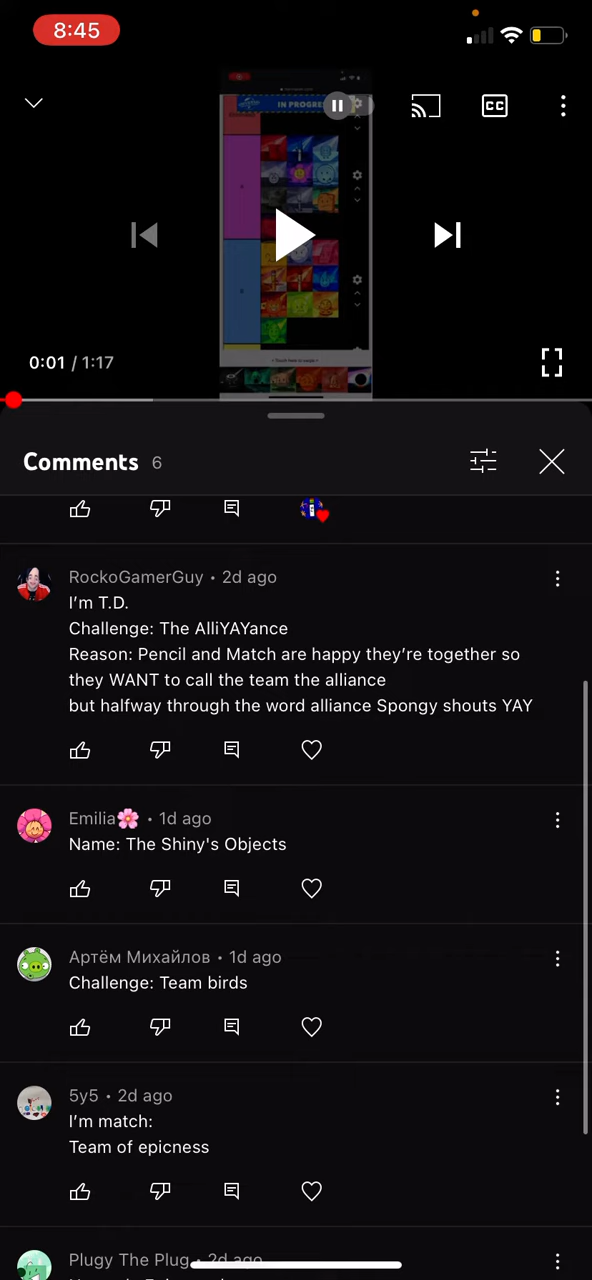 8:45
IN PROGRE
CC
0:01 / 1:17
Comments 6
RockoGamerGuy • 2d ago
I'm T.D.
Challenge: The AlliYAYance
Reason: Pencil and Match are happy they're together so
they WANT to call the team the alliance
but halfway through the word alliance Spongy shouts YAY
Emilia🌸 • 1d ago
Name: The Shiny's Objects
Артём Михайлов • 1d ago
Challenge: Team birds
5y5 • 2d ago
I'm match:
Team of epicness
Plugy The Plug • 2d ago